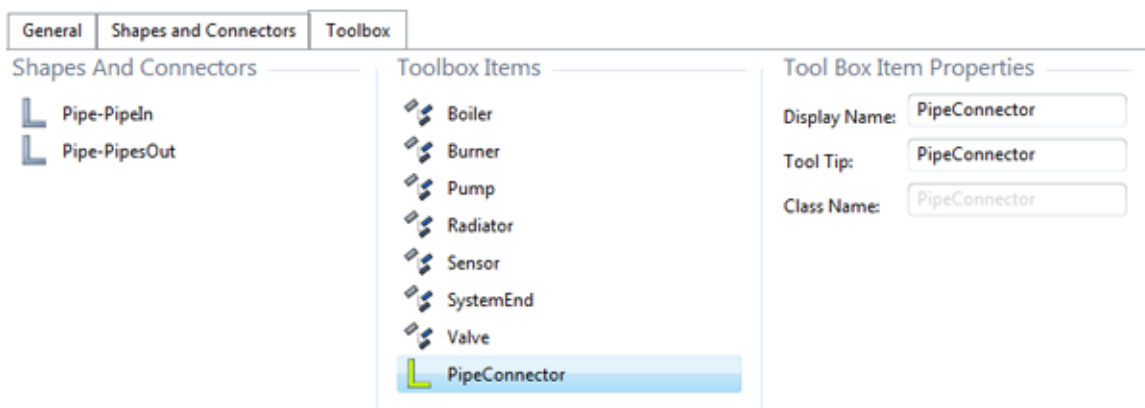 General Shapes and Connectors Toolbox
Shapes And Connectors
Pipe-PipeIn
Pipe-PipesOut
Toolbox Items
Boiler
Burner
Pump
Radiator
Sensor
SystemEnd
Valve
PipeConnector
Tool Box Item Properties
Display Name: PipeConnector
Tool Tip: PipeConnector
Class Name: PipeConnector